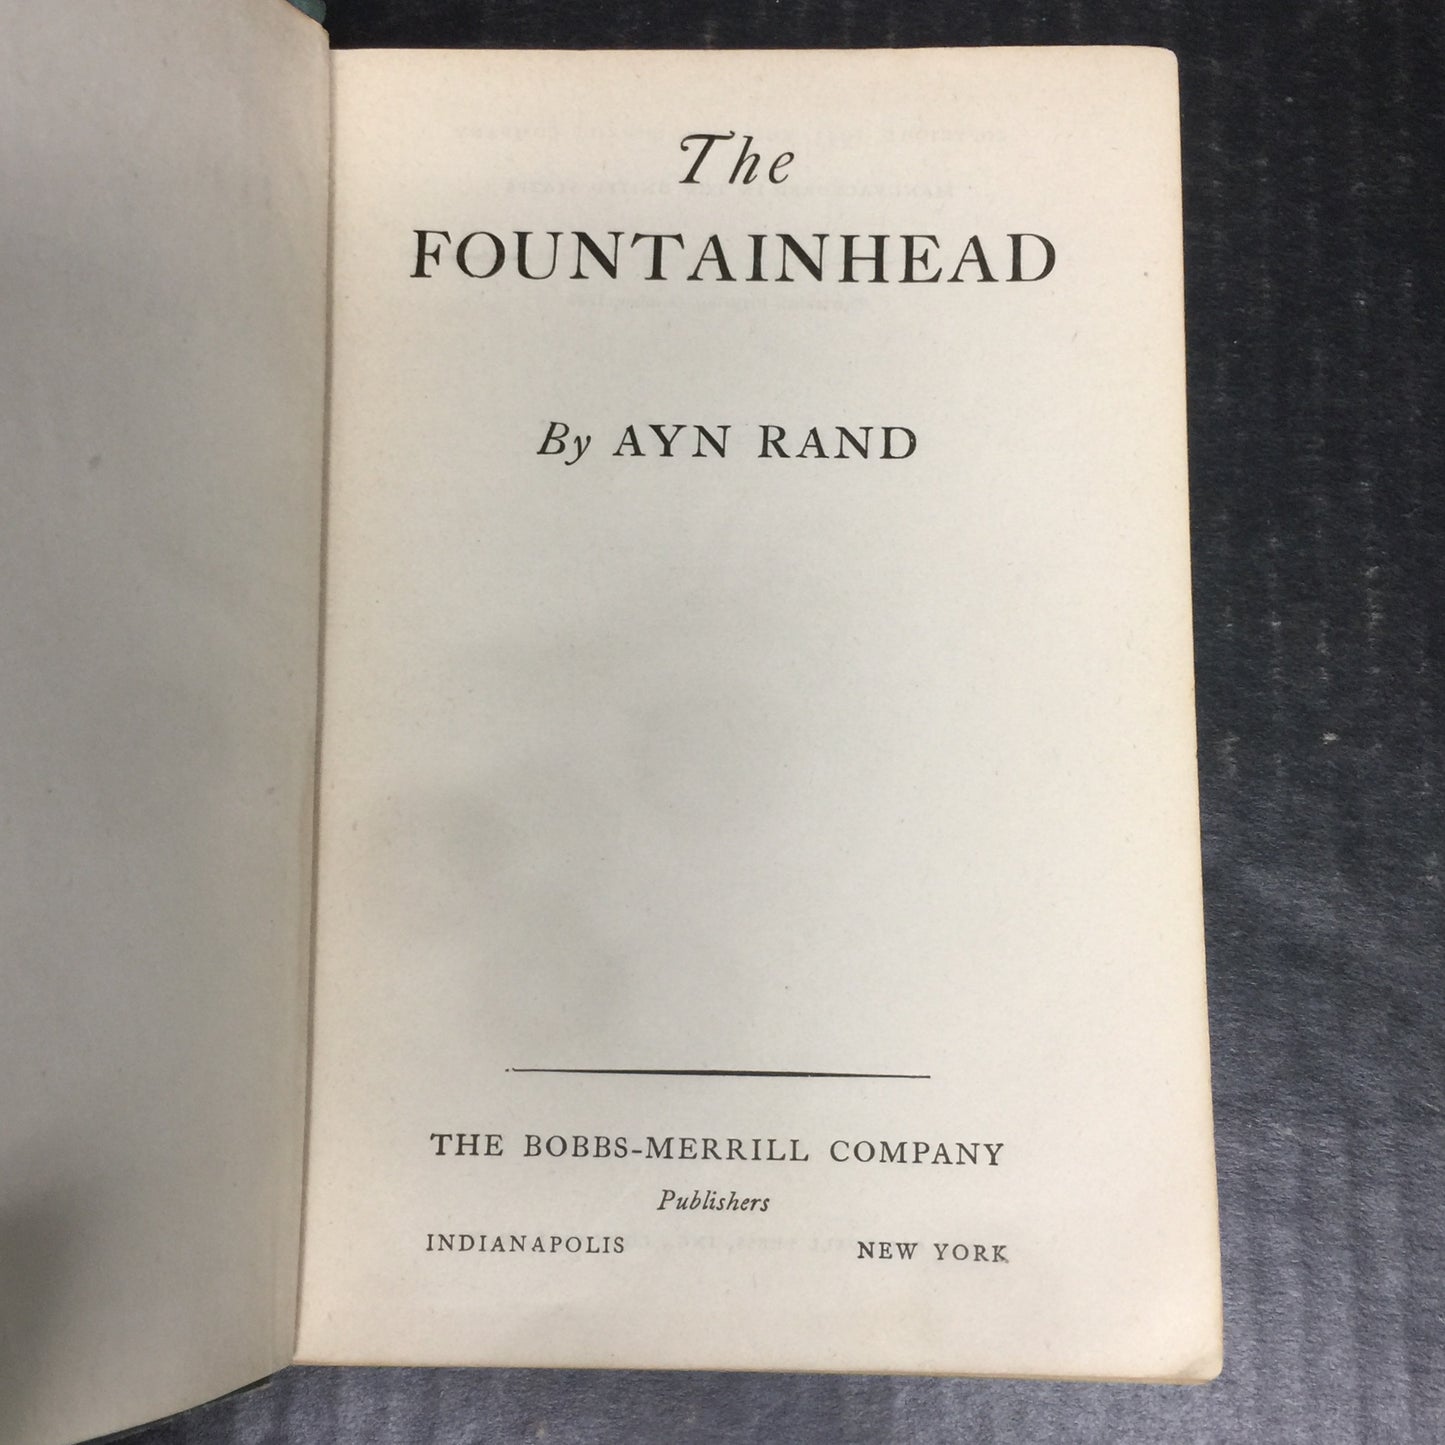 The
FOUNTAINHEAD
By AYN RAND
THE BOBBS-MERRILL COMPANY
Publishers
INDIANAPOLIS NEW YORK